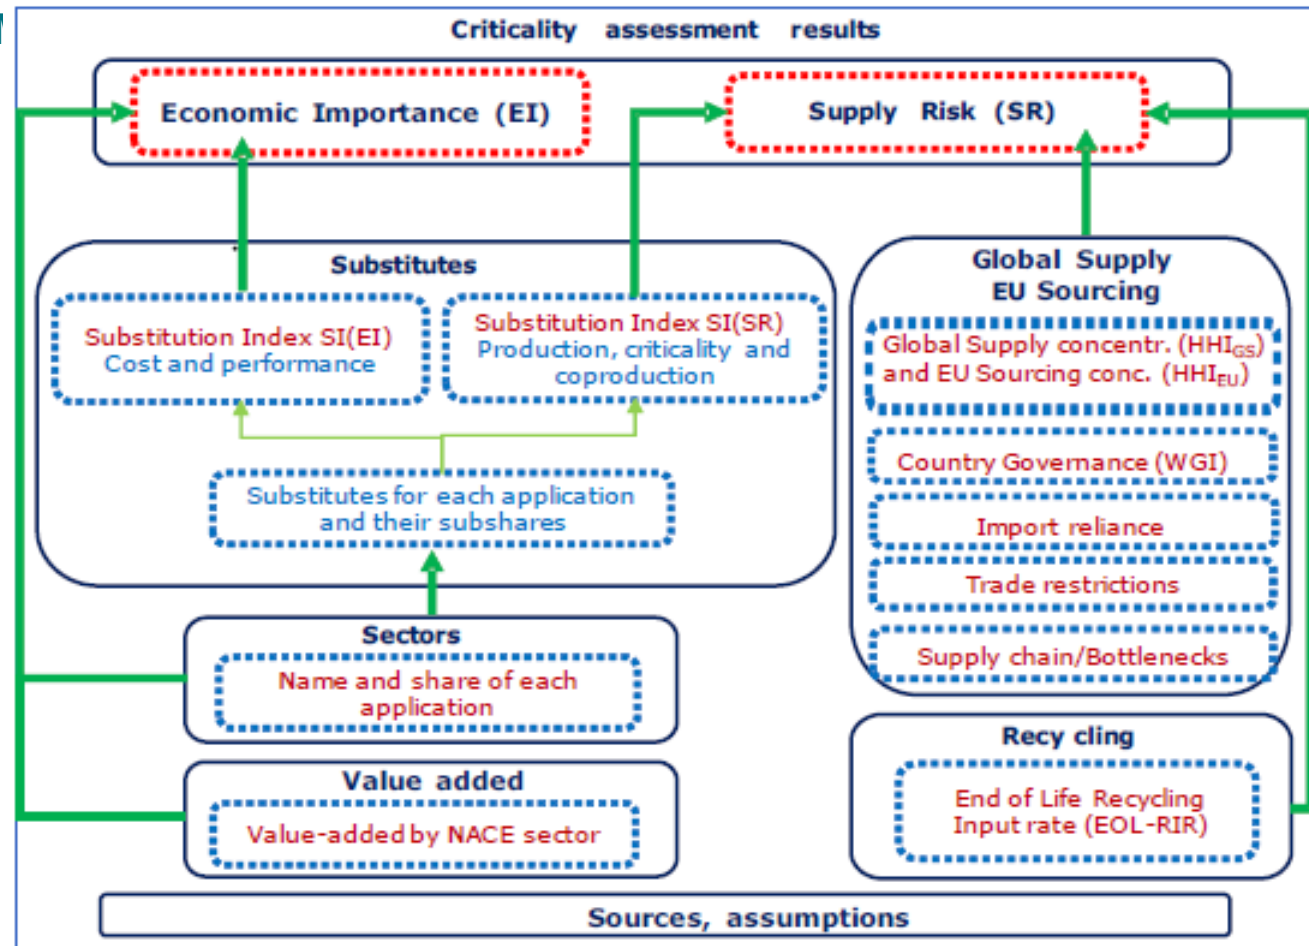 Criticality assessment results
Economic Importance (EI)
Supply Risk (SR)
Substitutes
Substitution Index SI(EI)
Cost and performance
Substitution Index SI(SR)
Production, criticality and
coproduction
Substitutes for each application
and their subshares
Global Supply
EU Sourcing
Global Supply concentr. (HHIGS)
and EU Sourcing conc. (HHIEU)
Country Governance (WGI)
Import reliance
Trade restrictions
Supply chain/Bottlenecks
Sectors
Name and share of each
application
Value added
Value-added by NACE sector
Recy cling
End of Life Recycling
Input rate (EOL-RIR)
Sources, assumptions